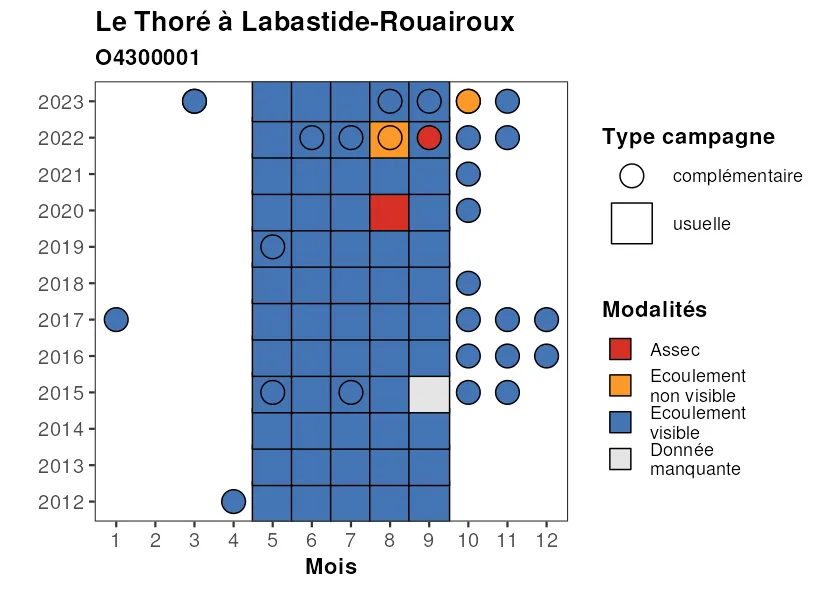 Le Thoré à Labastide-Rouairoux
O4300001
2023
2022
2021
2020
2019
2018
2017
2016
2015
2014
2013
2012
1 2 3 4 5 6 7 8 9 10 11 12
Mois
Type campagne
complémentaire
usuelle
Modalités
Assec
Ecoulement
non visible
Ecoulement
visible
Donnée
manquante